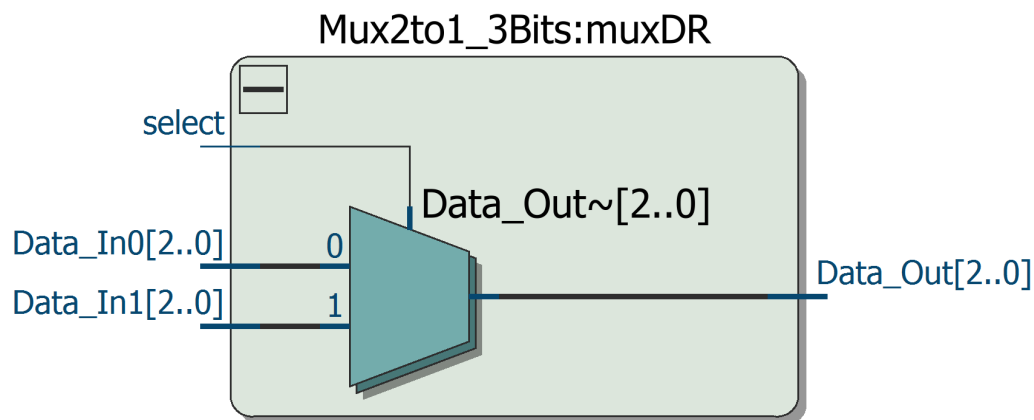 Mux2to1_3Bits:muxDR
select
Data_Out~[2..0]
Data_In0[2..0]
0
Data_Out[2..0]
Data_In1[2..0]
1